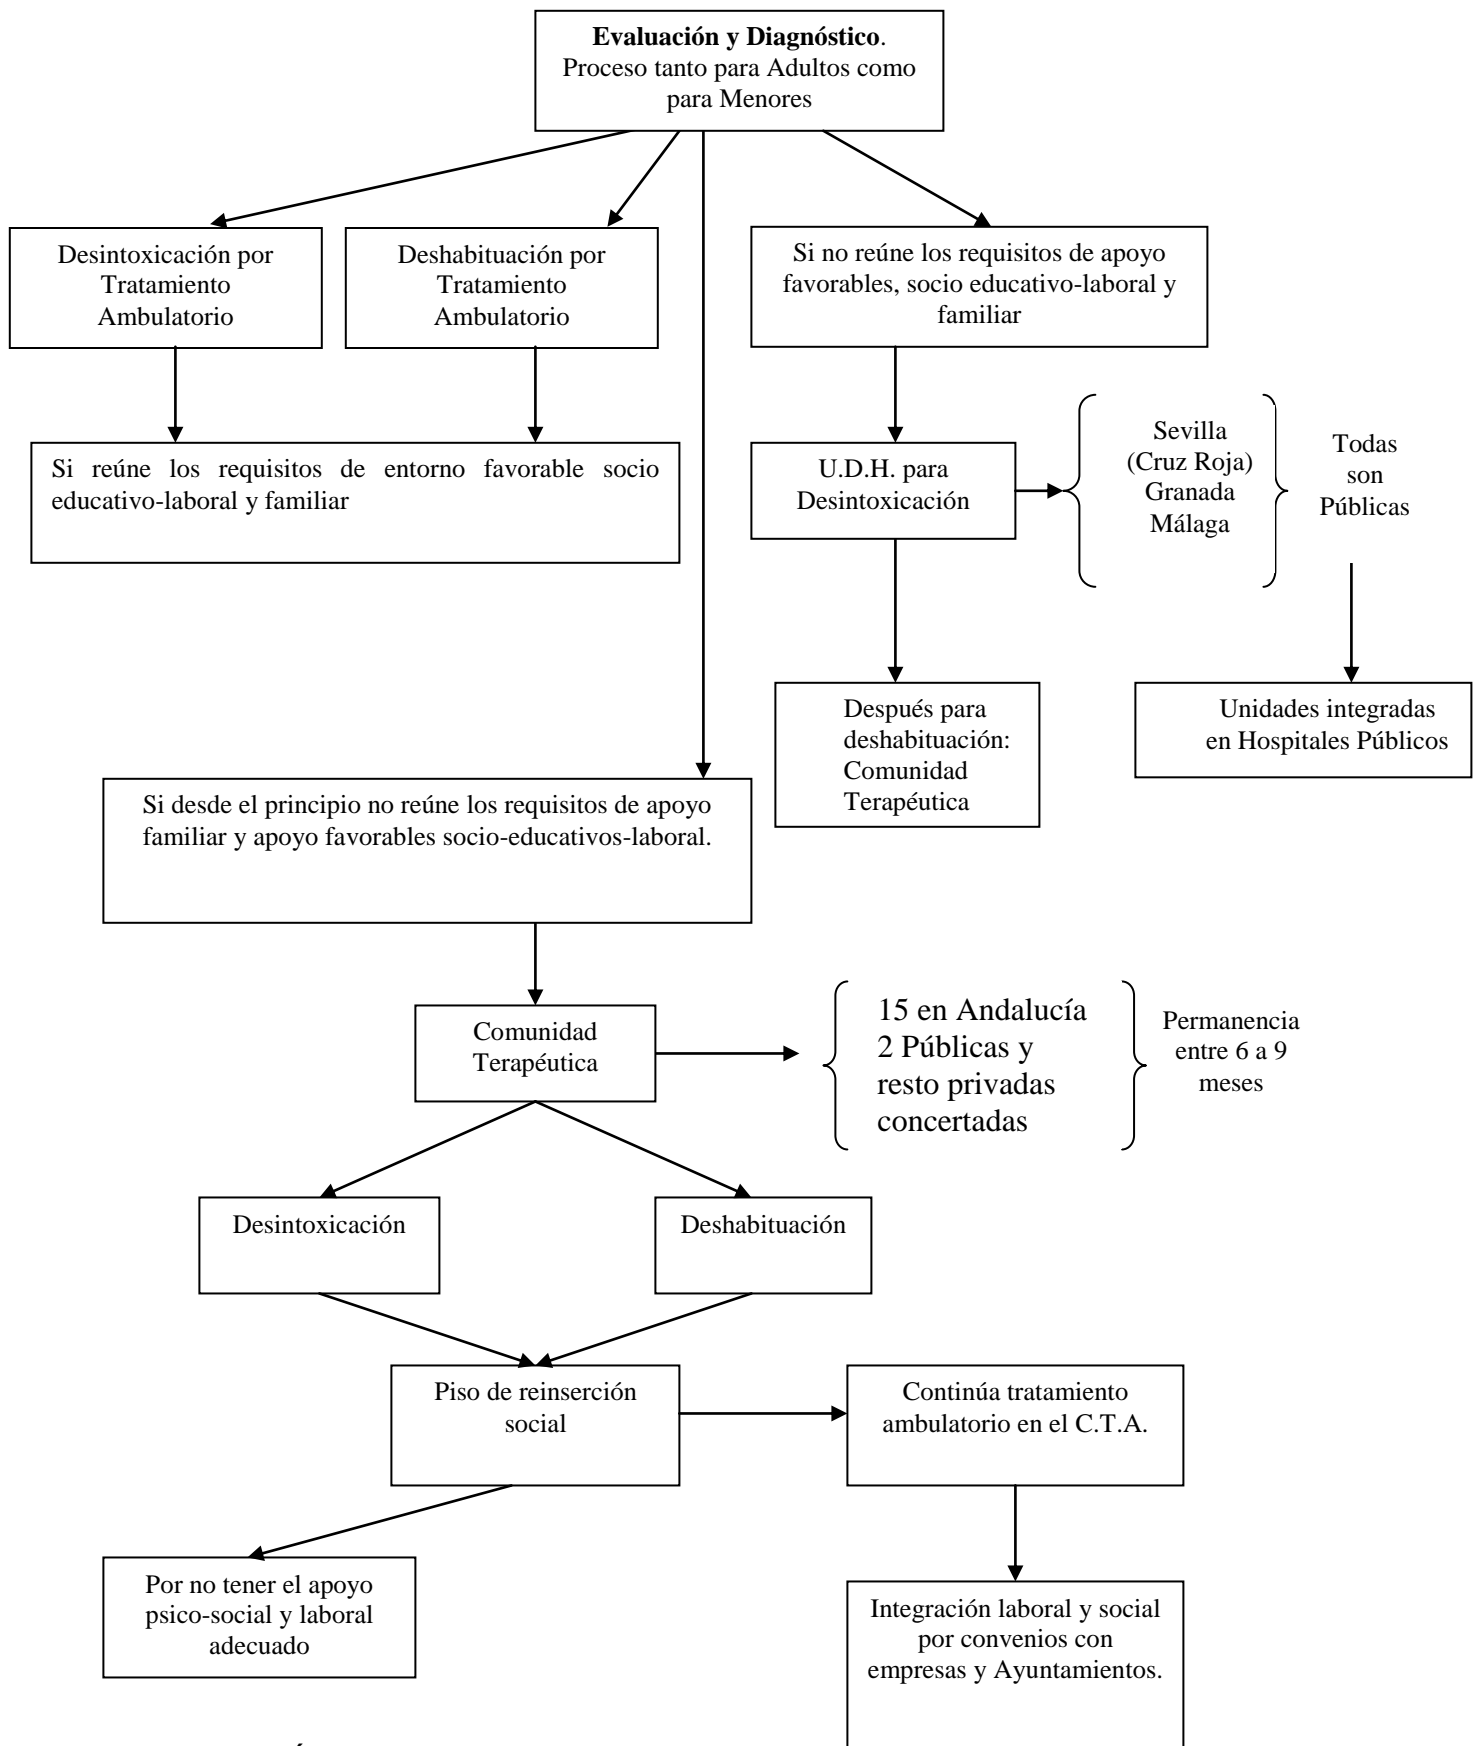 Evaluación y Diagnóstico.
Proceso tanto para Adultos como
para Menores
Desintoxicación por
Tratamiento
Ambulatorio
Deshabituación por
Tratamiento
Ambulatorio
Si no reúne los requisitos de apoyo
favorables, socio educativo-laboral y
familiar
Si reúne los requisitos de entorno favorable socio
educativo-laboral y familiar
U.D.H. para
Desintoxicación
Sevilla
(Cruz Roja)
Granada
Málaga
Todas
son
Públicas
Después para
deshabituación:
Comunidad
Terapéutica
Unidades integradas
en Hospitales Públicos
Si desde el principio no reúne los requisitos de apoyo
familiar y apoyo favorables socio-educativos-laboral.
Comunidad
Terapéutica
15 en Andalucía
2 Públicas y
resto privadas
concertadas
Permanencia
entre 6 a 9
meses
Desintoxicación
Deshabituación
Piso de reinserción
social
Continúa tratamiento
ambulatorio en el C.T.A.
Por no tener el apoyo
psico-social y laboral
adecuado
Integración laboral y social
por convenios con
empresas y Ayuntamientos.